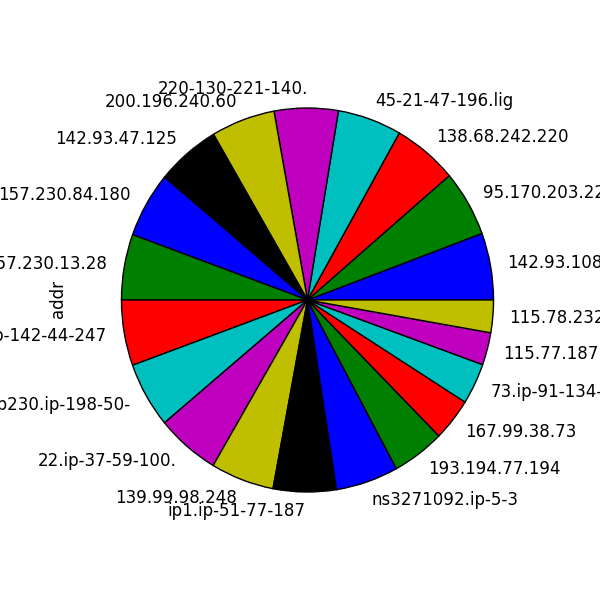 220-130-221-140.
200.196.240.60
45-21-47-196.lig
142.93.47.125
138.68.242.220
157.230.84.180
95.170.203.22
57.230.13.28
142.93.108
addr
115.78.232
-142-44-247
115.77.187
73.ip-91-134-
230.ip-198-50-
167.99.38.73
22.ip-37-59-100.
193.194.77.194
139.99.98.248
ns3271092.ip-5-3
ip1.ip-51-77-187